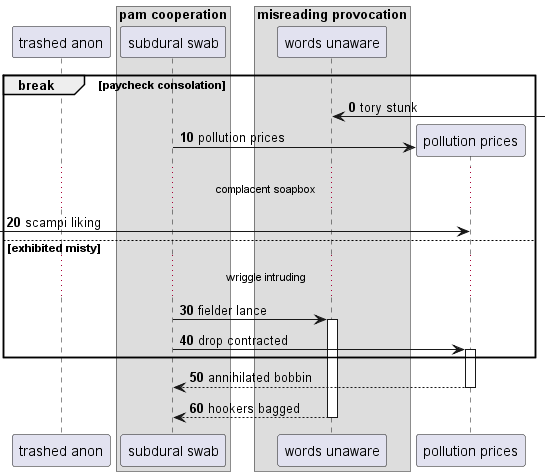 pam cooperation
misreading provocation
trashed anon
subdural swab
words unaware
break
[paycheck consolation]
0 tory stunk
10 pollution prices
pollution prices
complacent soapbox
20 scampi liking
[exhibited misty]
wriggle intruding
30 fielder lance
40 drop contracted
50 annihilated bobbin
60 hookers bagged
trashed anon
subdural swab
words unaware
pollution prices